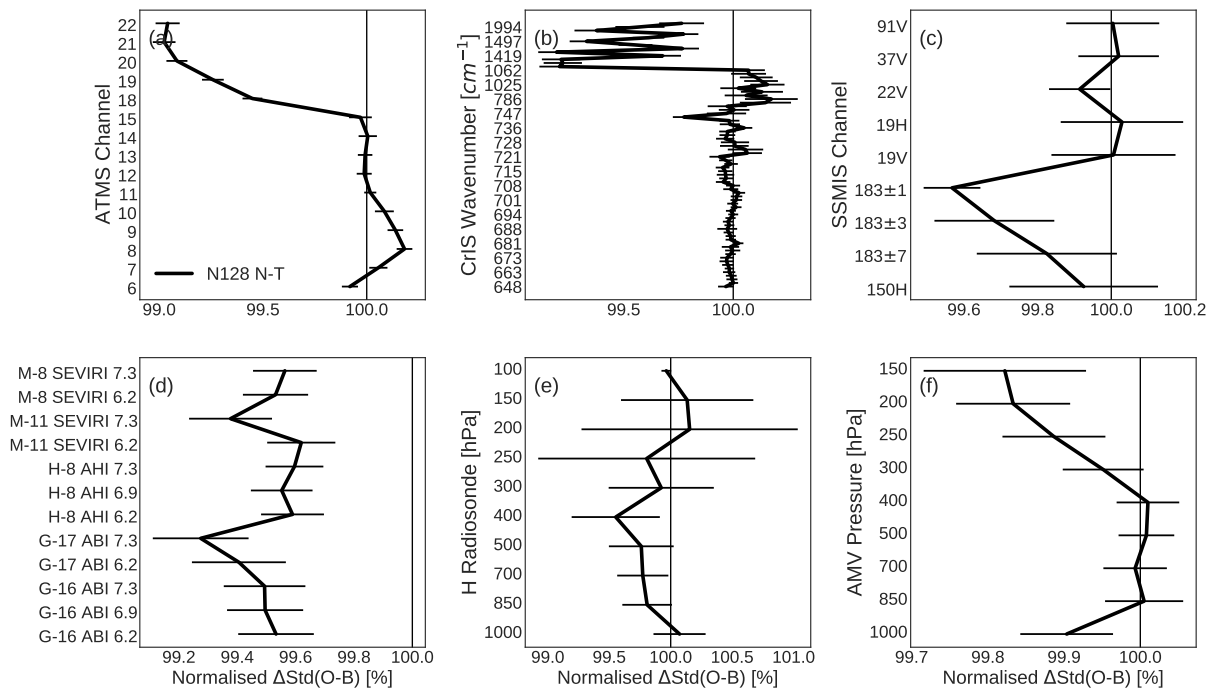 (a)
22
21
20
19
18
15
14
13
12
11
10
9
8
7
6
ATMS Channel
N128 N-T
99.0
99.5
100.0
(b)
1994
1497
1419
1062
1025
786
747
736
728
721
715
708
701
694
688
681
673
663
648
CrIS Wavenumber [cm⁻¹]
99.5
100.0
(c)
91V
37V
22V
19H
19V
183±1
183±3
183±7
150H
SSMIS Channel
99.6
99.8
100.0
100.2
(d)
M-8 SEVIRI 7.3
M-8 SEVIRI 6.2
M-11 SEVIRI 7.3
M-11 SEVIRI 6.2
H-8 AHI 7.3
H-8 AHI 6.9
H-8 AHI 6.2
G-17 ABI 7.3
G-17 ABI 6.2
G-16 ABI 7.3
G-16 ABI 6.9
G-16 ABI 6.2
99.2
99.4
99.6
99.8
100.0
Normalised ΔStd(O-B) [%]
(e)
100
150
200
250
300
400
500
700
850
1000
H Radiosonde [hPa]
99.0
99.5
100.0
100.5
101.0
Normalised ΔStd(O-B) [%]
(f)
150
200
250
300
400
500
700
850
1000
AMV Pressure [hPa]
99.7
99.8
99.9
100.0
Normalised ΔStd(O-B) [%]